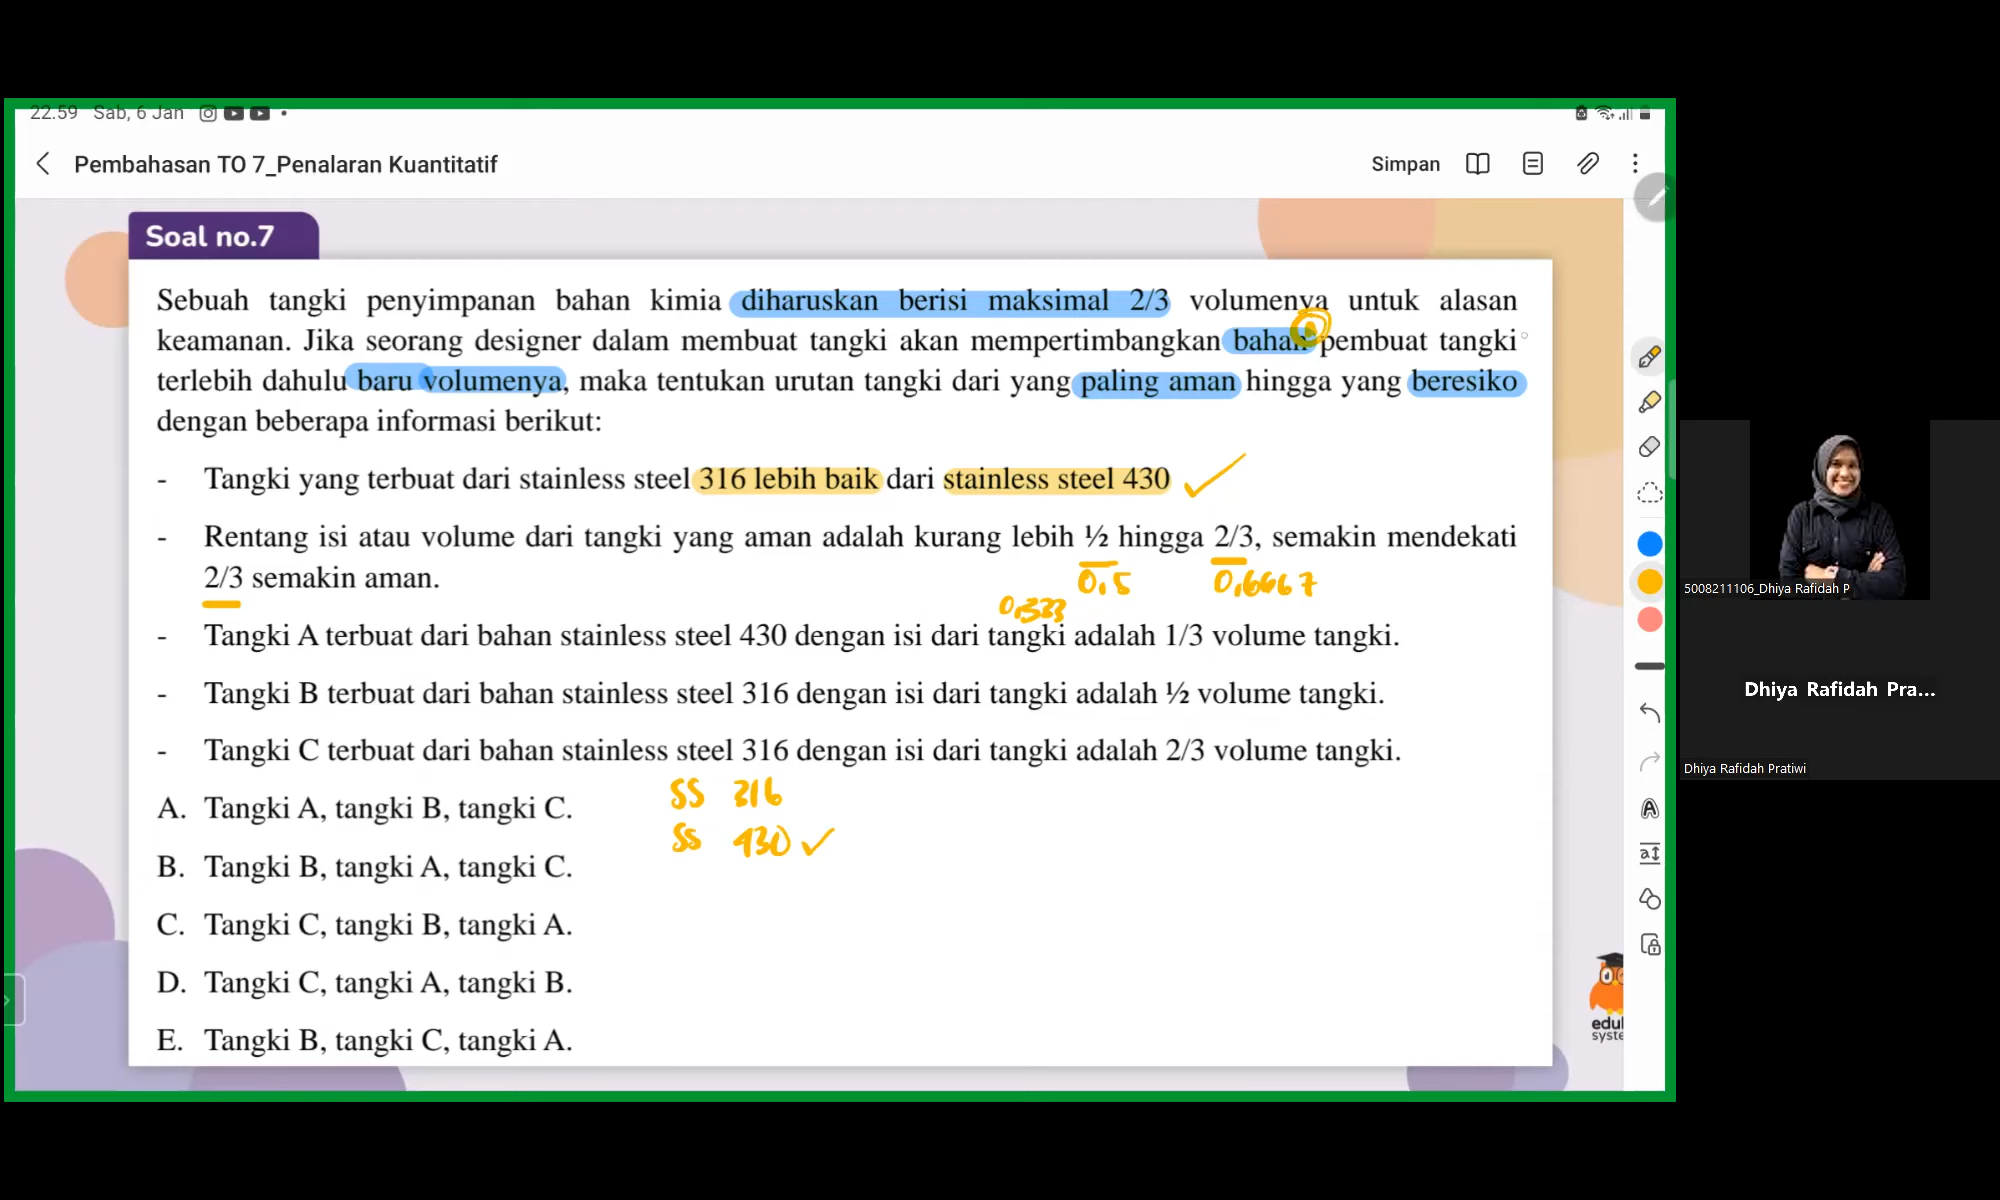 22.59 Sab, 6 Jan
Pembahasan TO 7_Penalaran Kuantitatif
Simpan
Soal no.7
Sebuah tangki penyimpanan bahan kimia diharuskan berisi maksimal 2/3 volumenya untuk alasan
keamanan. Jika seorang designer dalam membuat tangki akan mempertimbangkan bahan pembuat tangki
terlebih dahulu baru volumenya, maka tentukan urutan tangki dari yang paling aman hingga yang beresiko
dengan beberapa informasi berikut:
- Tangki yang terbuat dari stainless steel 316 lebih baik dari stainless steel 430
- Rentang isi atau volume dari tangki yang aman adalah kurang lebih ½ hingga 2/3, semakin mendekati
2/3 semakin aman.
0,5 0,6667
0,333
- Tangki A terbuat dari bahan stainless steel 430 dengan isi dari tangki adalah 1/3 volume tangki.
- Tangki B terbuat dari bahan stainless steel 316 dengan isi dari tangki adalah ½ volume tangki.
- Tangki C terbuat dari bahan stainless steel 316 dengan isi dari tangki adalah 2/3 volume tangki.
SS 316
A. Tangki A, tangki B, tangki C.
SS 430
B. Tangki B, tangki A, tangki C.
C. Tangki C, tangki B, tangki A.
D. Tangki C, tangki A, tangki B.
E. Tangki B, tangki C, tangki A.
5008211106_Dhiya Rafidah P
Dhiya Rafidah Pra...
Dhiya Rafidah Pratiwi